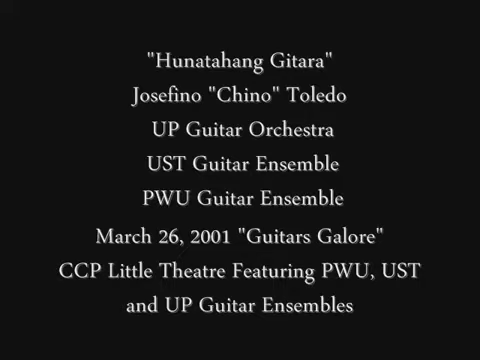 "Hunatahang Gitara"
Josefino "Chino" Toledo
UP Guitar Orchestra
UST Guitar Ensemble
PWU Guitar Ensemble
March 26, 2001 "Guitars Galore"
CCP Little Theatre Featuring PWU, UST
and UP Guitar Ensembles